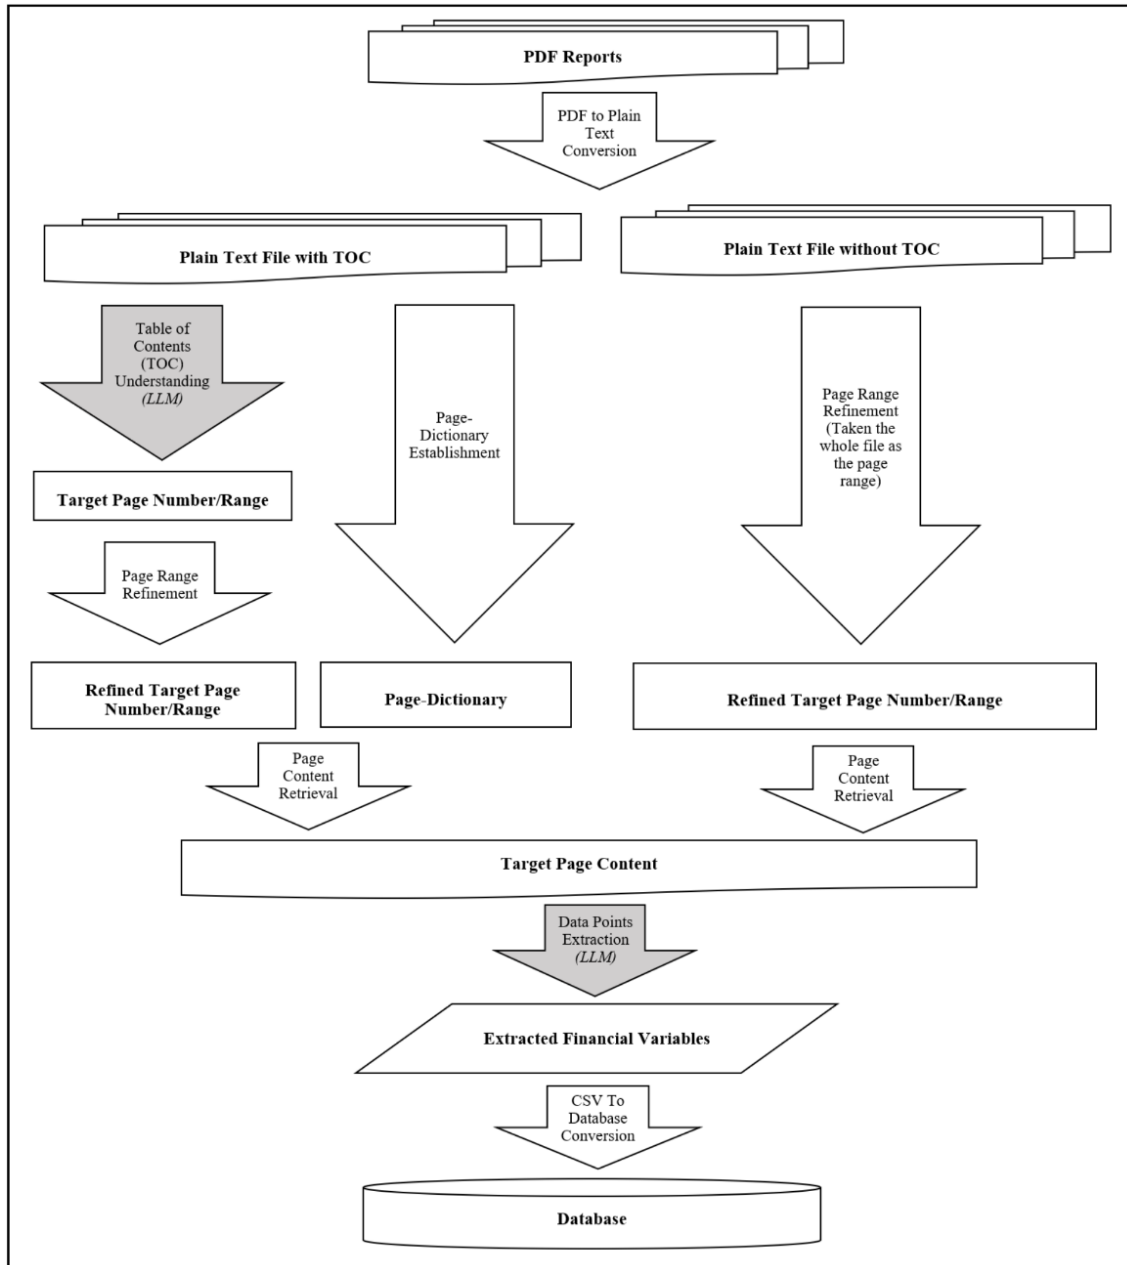 PDF Reports
PDF to Plain
Text
Conversion
Plain Text File with TOC
Plain Text File without TOC
Table of
Contents
(TOC)
Understanding
(LLM)
Page-
Dictionary
Establishment
Page Range
Refinement
(Taken the
whole file as
the page
range)
Target Page Number/Range
Page Range
Refinement
Refined Target Page
Number/Range
Page-Dictionary
Refined Target Page Number/Range
Page
Content
Retrieval
Page
Content
Retrieval
Target Page Content
Data Points
Extraction
(LLM)
Extracted Financial Variables
CSV To
Database
Conversion
Database